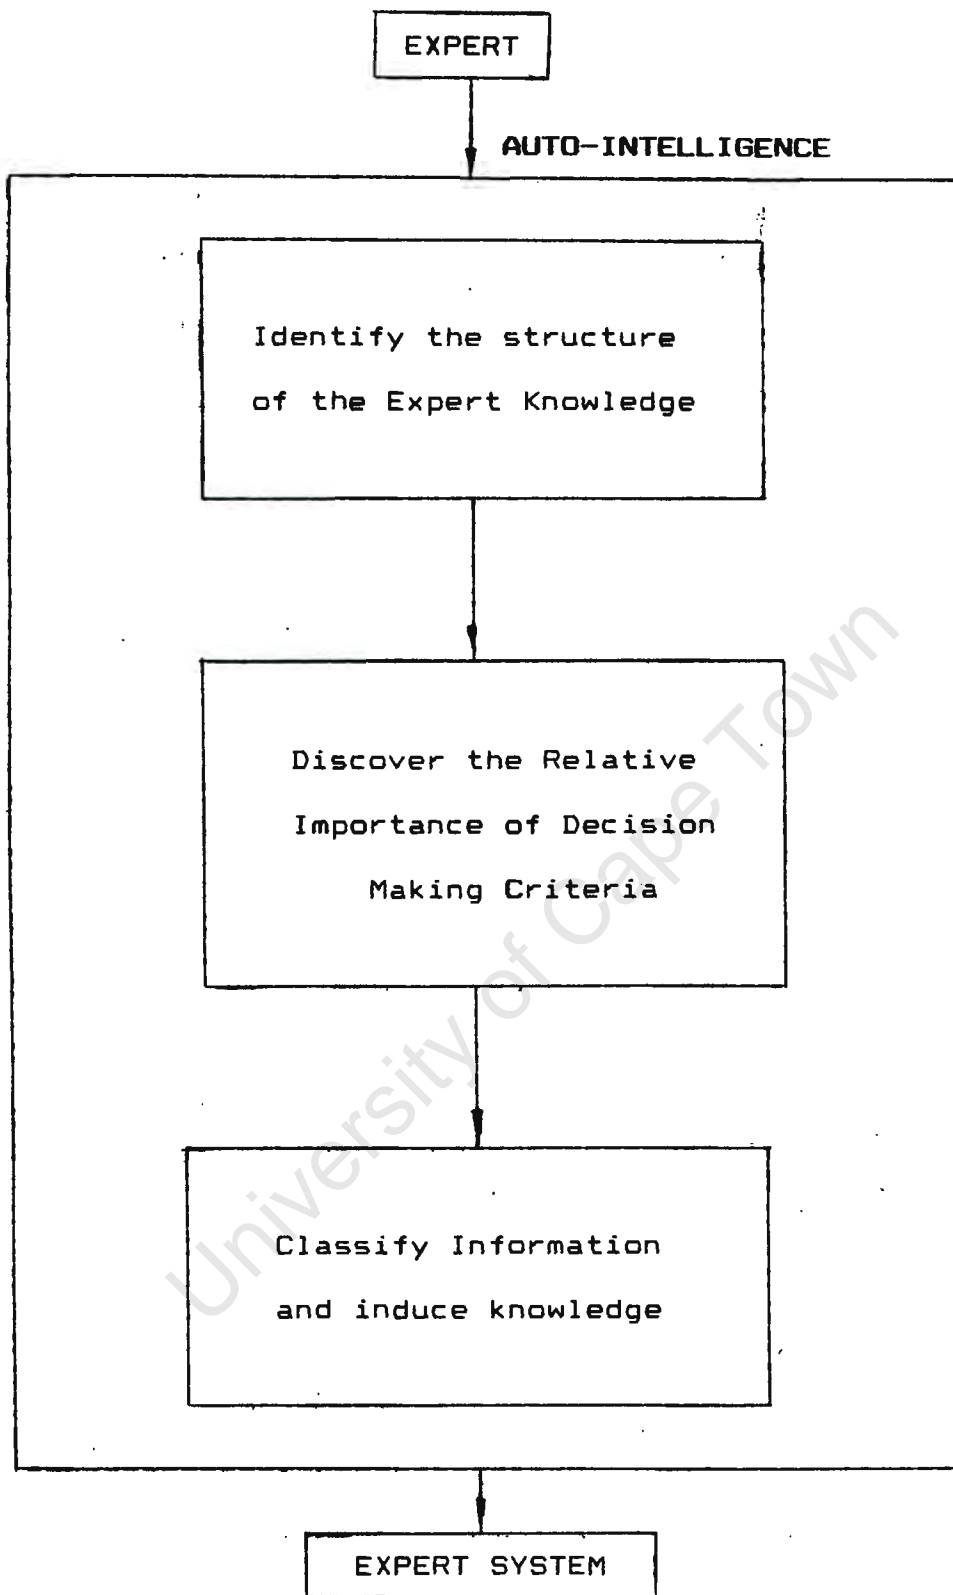 EXPERT
AUTO-INTELLIGENCE
Identify the structure
of the Expert Knowledge
Discover the Relative
Importance of Decision
Making Criteria
Classify Information
and induce knowledge
EXPERT SYSTEM
University of Cape Town